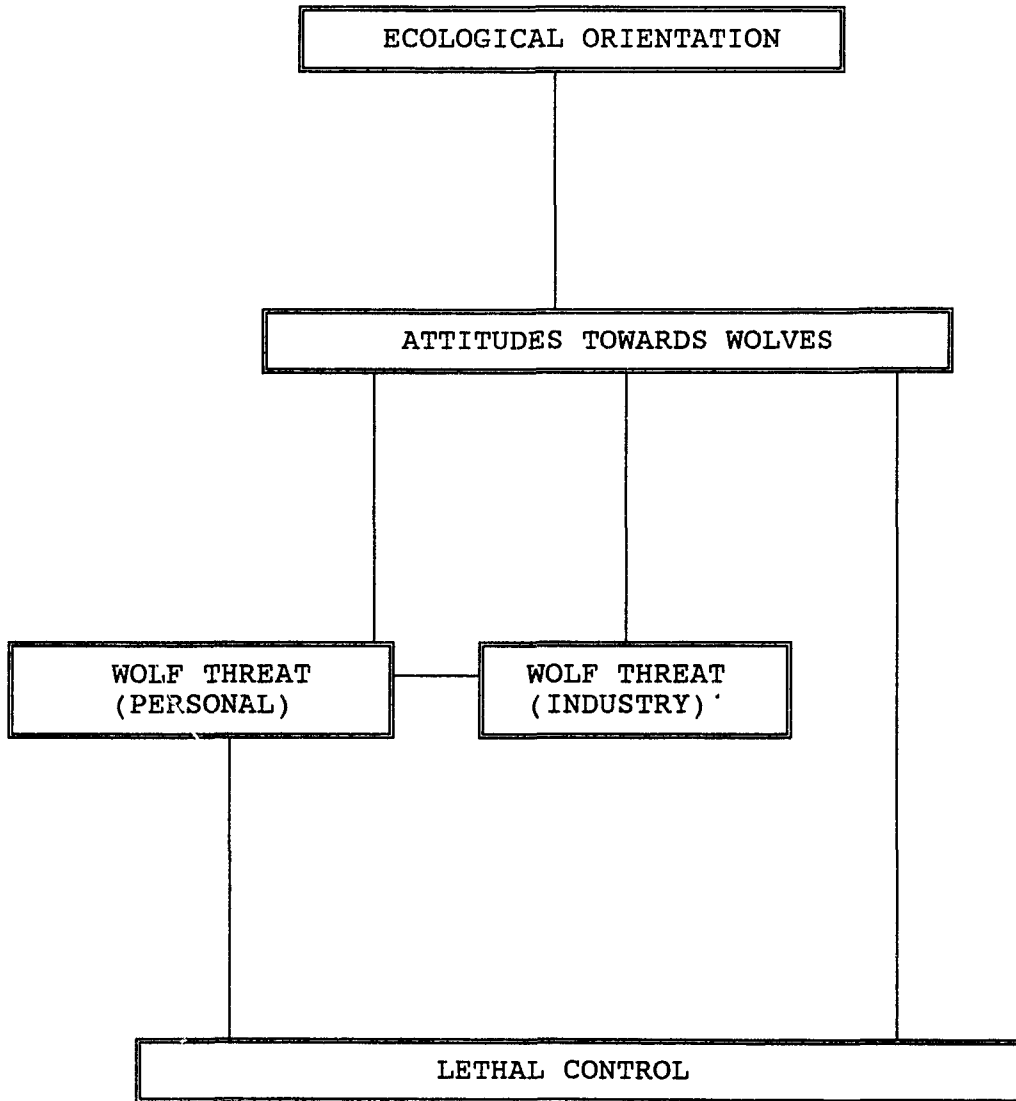 ECOLOGICAL ORIENTATION
ATTITUDES TOWARDS WOLVES
WOLF THREAT
(PERSONAL)
WOLF THREAT
(INDUSTRY)
LETHAL CONTROL